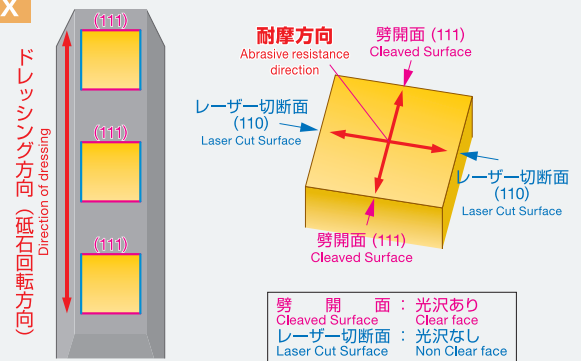 X
(111)
(111)
(111)
ドレッシング方向（砥石回転方向）
Direction of dressing
耐摩方向
Abrasive resistance
direction
劈開面 (111)
Cleaved Surface
レーザー切断面
(110)
Laser Cut Surface
レーザー切断面
(110)
Laser Cut Surface
劈開面 (111)
Cleaved Surface
劈開面：光沢あり
Cleaved Surface Clear face
レーザー切断面：光沢なし
Laser Cut Surface Non Clear face